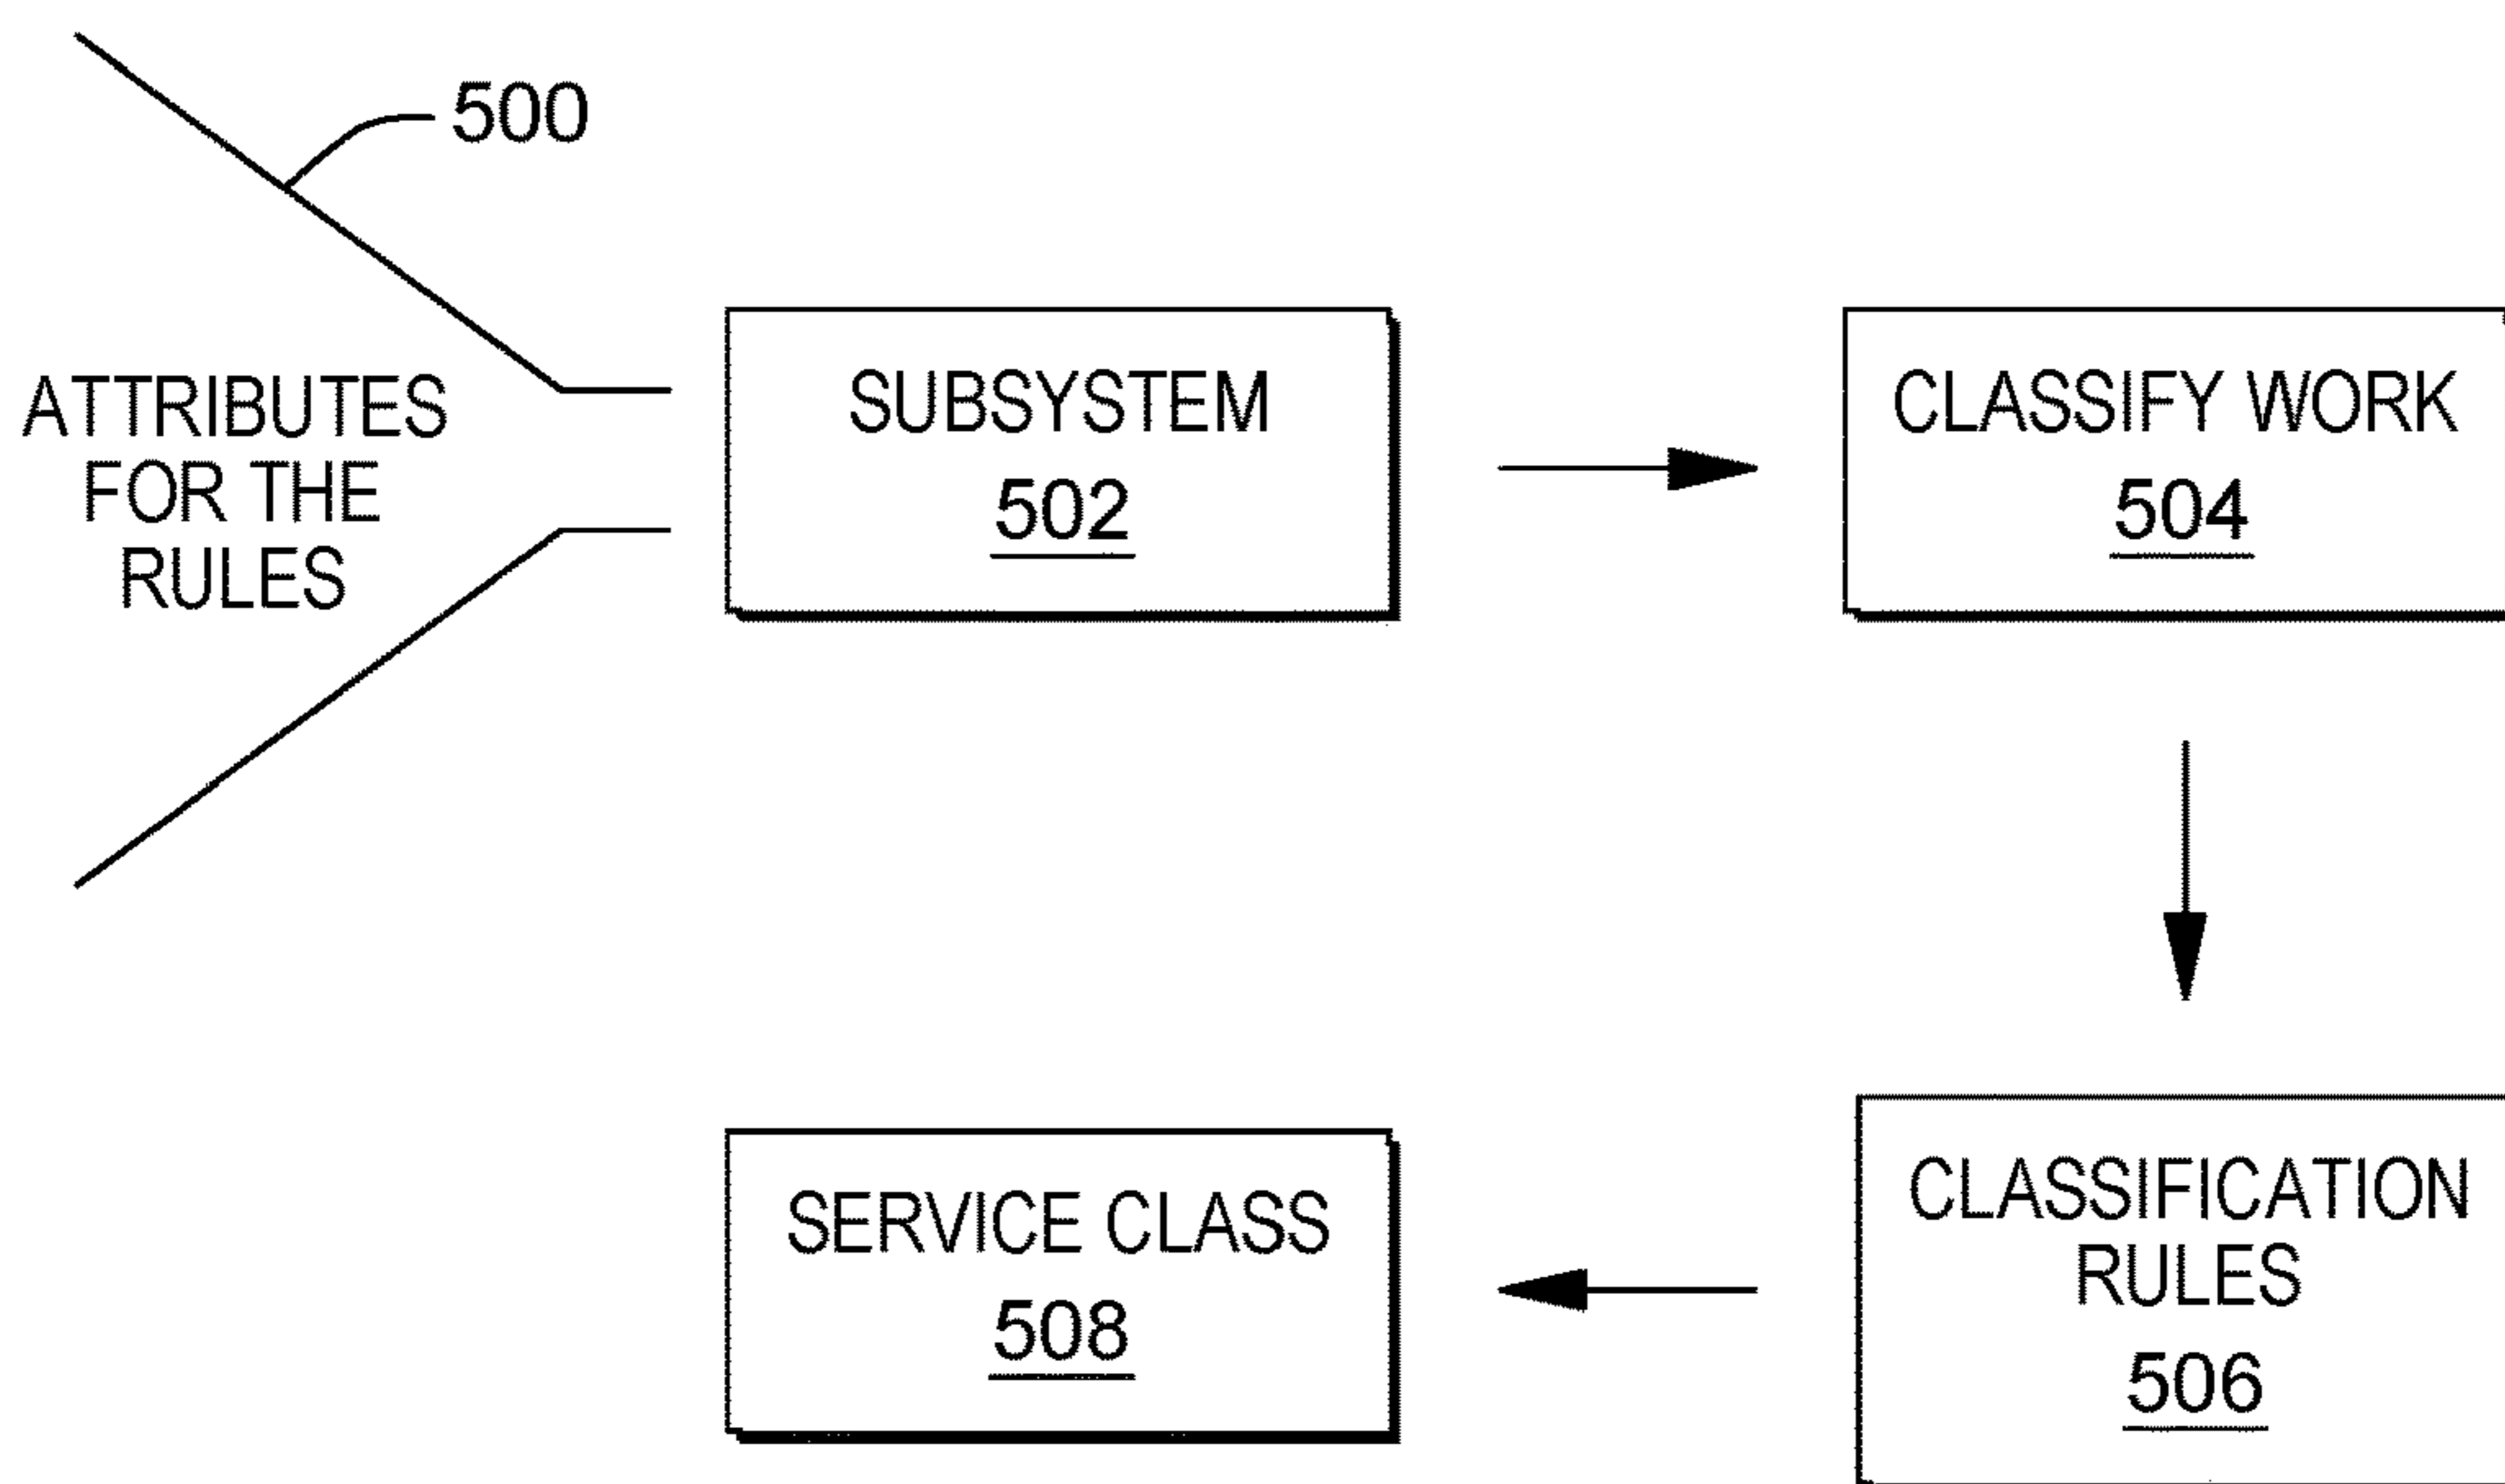 500
ATTRIBUTES
FOR THE
RULES
SUBSYSTEM
502
CLASSIFY WORK
504
CLASSIFICATION
RULES
506
SERVICE CLASS
508